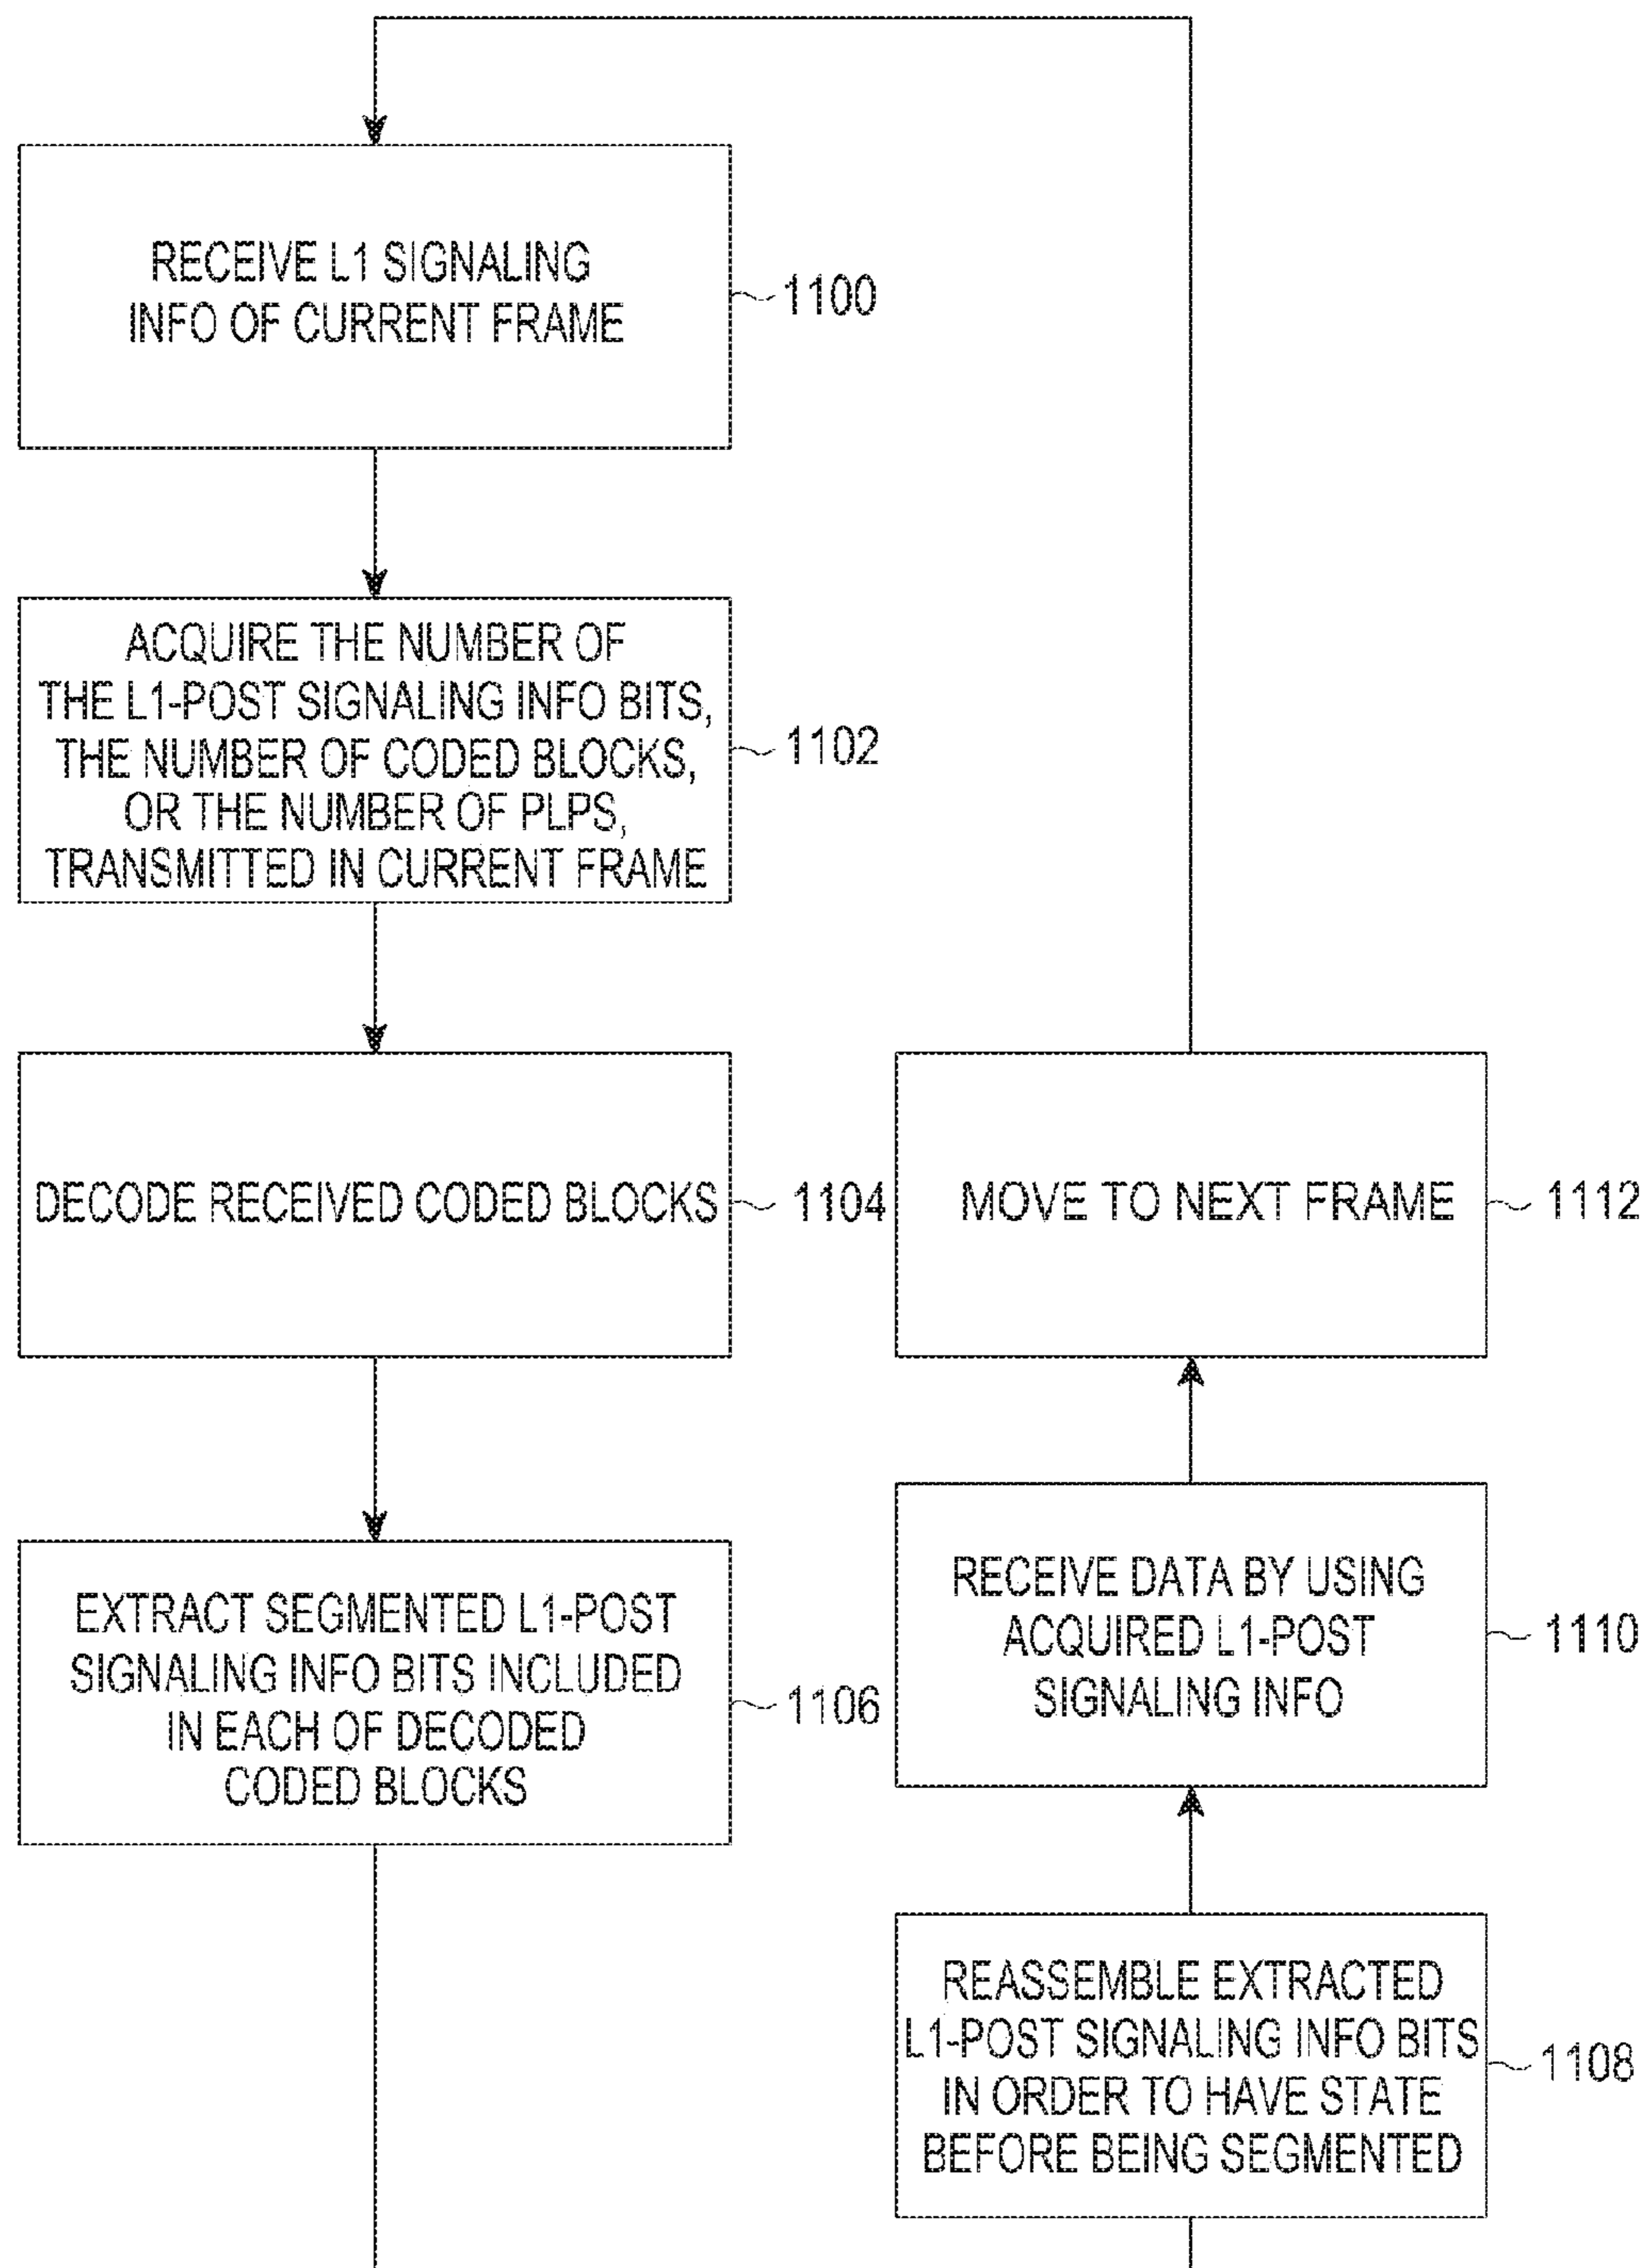 RECEIVE L1 SIGNALING
INFO OF CURRENT FRAME
1100
ACQUIRE THE NUMBER OF
THE L1-POST SIGNALING INFO BITS,
THE NUMBER OF CODED BLOCKS,
OR THE NUMBER OF PLPS,
TRANSMITTED IN CURRENT FRAME
1102
DECODE RECEIVED CODED BLOCKS
1104
EXTRACT SEGMENTED L1-POST
SIGNALING INFO BITS INCLUDED
IN EACH OF DECODED
CODED BLOCKS
1106
REASSEMBLE EXTRACTED
L1-POST SIGNALING INFO BITS
IN ORDER TO HAVE STATE
BEFORE BEING SEGMENTED
1108
RECEIVE DATA BY USING
ACQUIRED L1-POST
SIGNALING INFO
1110
MOVE TO NEXT FRAME
1112